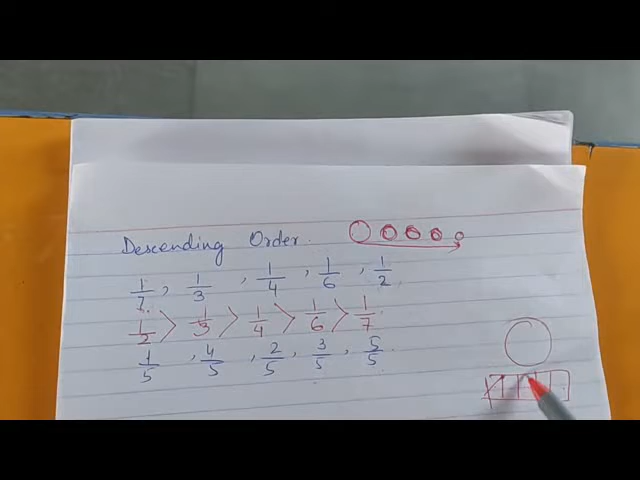 Descending Order.
1/7, 1/3, 1/4, 1/6, 1/2
1/2 > 1/3 > 1/4 > 1/6 > 1/7
1/5, 4/5, 2/5, 3/5, 5/5